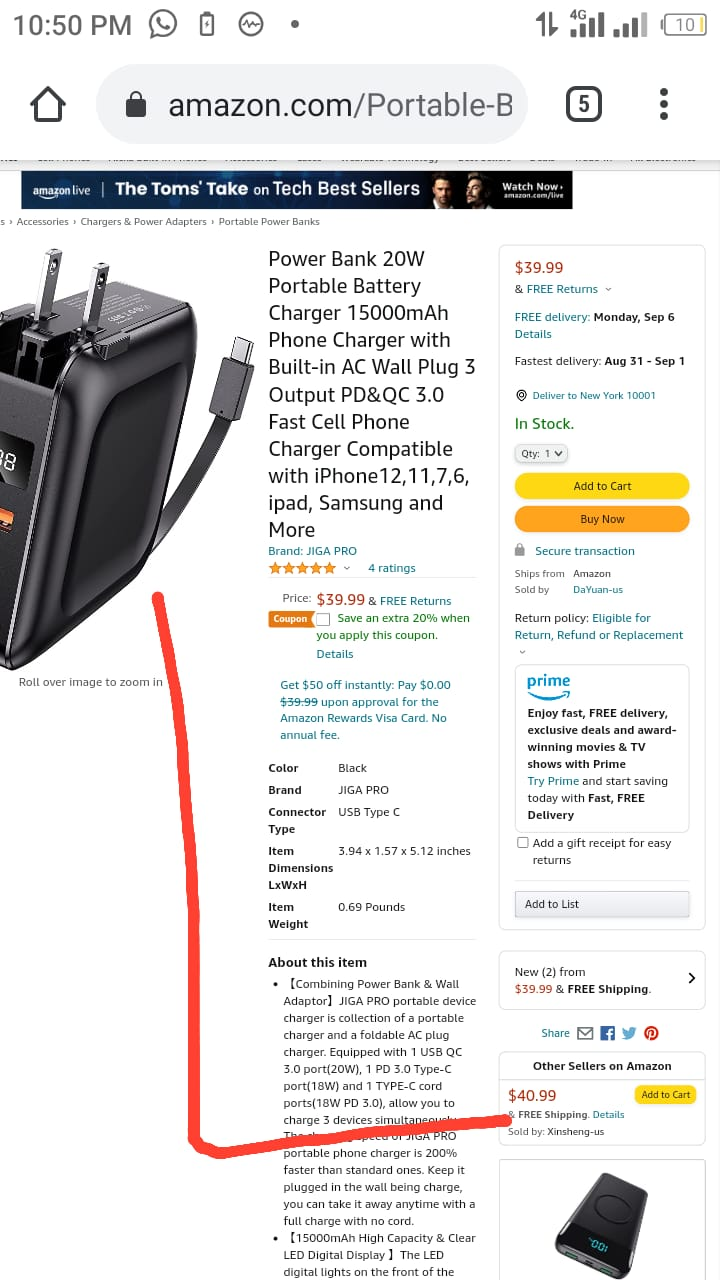 10:50 PM
4G
10
amazon.com/Portable-B
5
amazon live | The Toms' Take on Tech Best Sellers
Watch Now ›
amazon.com/live
s › Accessories › Chargers & Power Adapters › Portable Power Banks
Power Bank 20W
Portable Battery
Charger 15000mAh
Phone Charger with
Built-in AC Wall Plug 3
Output PD&QC 3.0
Fast Cell Phone
Charger Compatible
with iPhone12,11,7,6,
ipad, Samsung and
More
Brand: JIGA PRO
4 ratings
Price: $39.99 & FREE Returns
Coupon Save an extra 20% when
you apply this coupon.
Details
Get $50 off instantly: Pay $0.00
$39.99 upon approval for the
Amazon Rewards Visa Card. No
annual fee.
Color Black
Brand JIGA PRO
Connector Type USB Type C
Item Dimensions LxWxH 3.94 x 1.57 x 5.12 inches
Item Weight 0.69 Pounds
About this item
• 【Combining Power Bank & Wall
Adaptor】JIGA PRO portable device
charger is collection of a portable
charger and a foldable AC plug
charger. Equipped with 1 USB QC
3.0 port(20W), 1 PD 3.0 Type-C
port(18W) and 1 TYPE-C cord
ports(18W PD 3.0), allow you to
charge 3 devices simultaneously.
The charging speed of JIGA PRO
portable phone charger is 200%
faster than standard ones. Keep it
plugged in the wall being charge,
you can take it away anytime with a
full charge with no cord.
• 【15000mAh High Capacity & Clear
LED Digital Display 】The LED
digital lights on the front of the
Roll over image to zoom in
$39.99
& FREE Returns
FREE delivery: Monday, Sep 6
Details
Fastest delivery: Aug 31 - Sep 1
Deliver to New York 10001
In Stock.
Qty: 1
Add to Cart
Buy Now
Secure transaction
Ships from Amazon
Sold by DaYuan-us
Return policy: Eligible for
Return, Refund or Replacement
prime
Enjoy fast, FREE delivery,
exclusive deals and award-
winning movies & TV
shows with Prime
Try Prime and start saving
today with Fast, FREE
Delivery
Add a gift receipt for easy
returns
Add to List
New (2) from
$39.99 & FREE Shipping.
Share
Other Sellers on Amazon
$40.99
Add to Cart
& FREE Shipping. Details
Sold by: Xinsheng-us